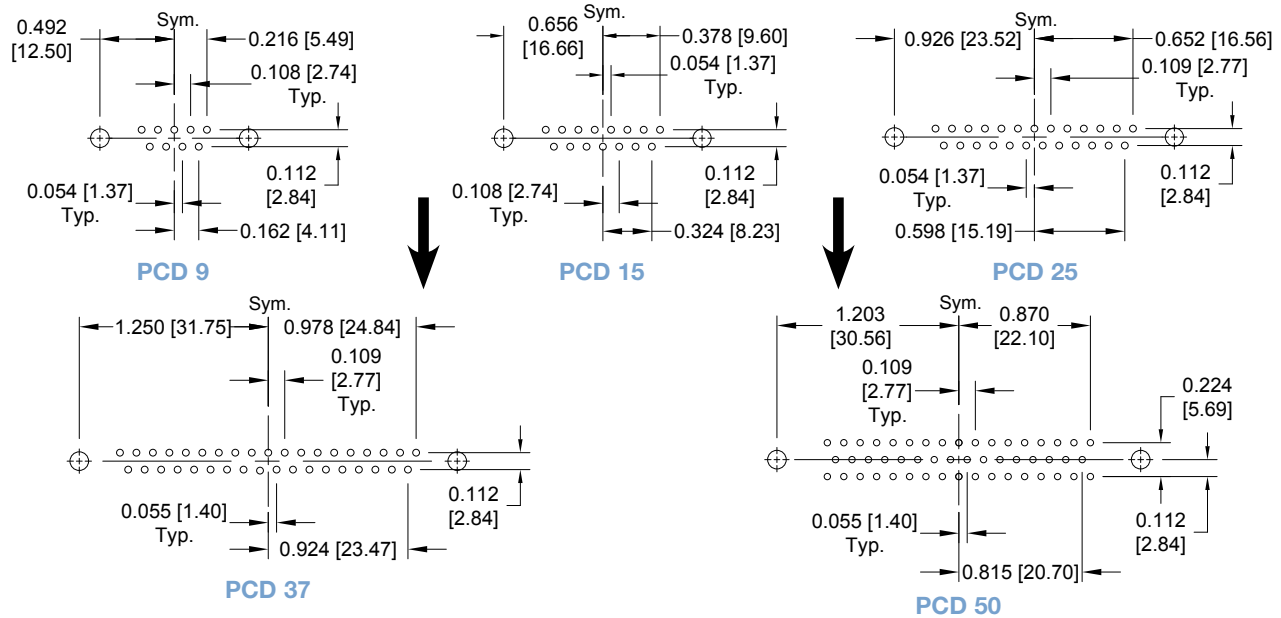 Sym.
0.492
[12.50]
0.216 [5.49]
0.108 [2.74]
Typ.
0.112
[2.84]
0.054 [1.37]
Typ.
0.162 [4.11]
PCD 9
0.656
[16.66]
0.378 [9.60]
0.054 [1.37]
Typ.
0.112
[2.84]
0.108 [2.74]
Typ.
0.324 [8.23]
PCD 15
Sym.
0.926 [23.52]
0.652 [16.56]
0.109 [2.77]
Typ.
0.112
[2.84]
0.054 [1.37]
Typ.
0.598 [15.19]
PCD 25
Sym.
1.250 [31.75]
0.978 [24.84]
0.109
[2.77]
Typ.
0.112
[2.84]
0.055 [1.40]
Typ.
0.924 [23.47]
PCD 37
Sym.
1.203
[30.56]
0.870
[22.10]
0.109
[2.77]
Typ.
0.224
[5.69]
0.112
[2.84]
0.055 [1.40]
Typ.
0.815 [20.70]
PCD 50